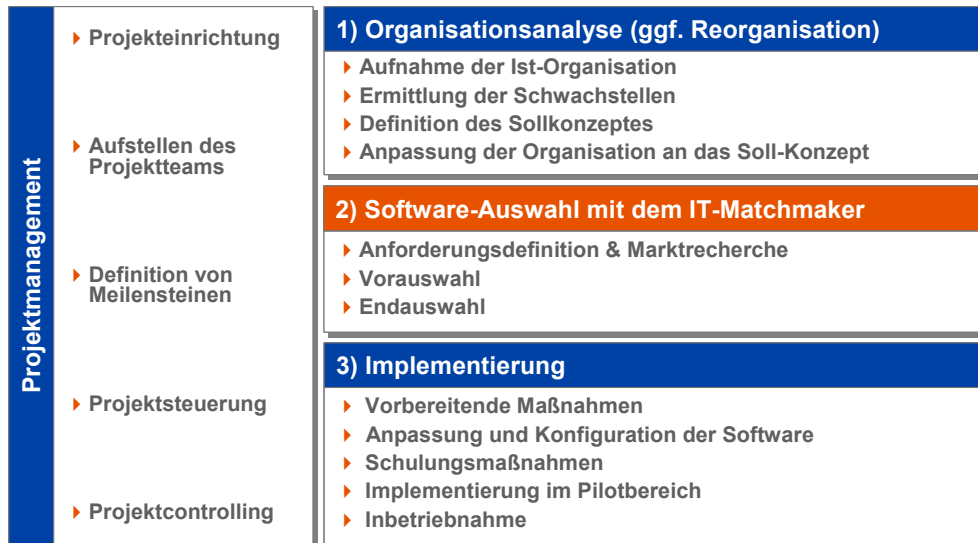 Projektmanagement
Projekteinrichtung
Aufstellen des
Projektteams
Definition von
Meilensteinen
Projektsteuerung
Projektcontrolling
1) Organisationsanalyse (ggf. Reorganisation)
Aufnahme der Ist-Organisation
Ermittlung der Schwachstellen
Definition des Sollkonzeptes
Anpassung der Organisation an das Soll-Konzept
2) Software-Auswahl mit dem IT-Matchmaker
Anforderungsdefinition & Marktrecherche
Vorauswahl
Endauswahl
3) Implementierung
Vorbereitende Maßnahmen
Anpassung und Konfiguration der Software
Schulungsmaßnahmen
Implementierung im Pilotbereich
Inbetriebnahme